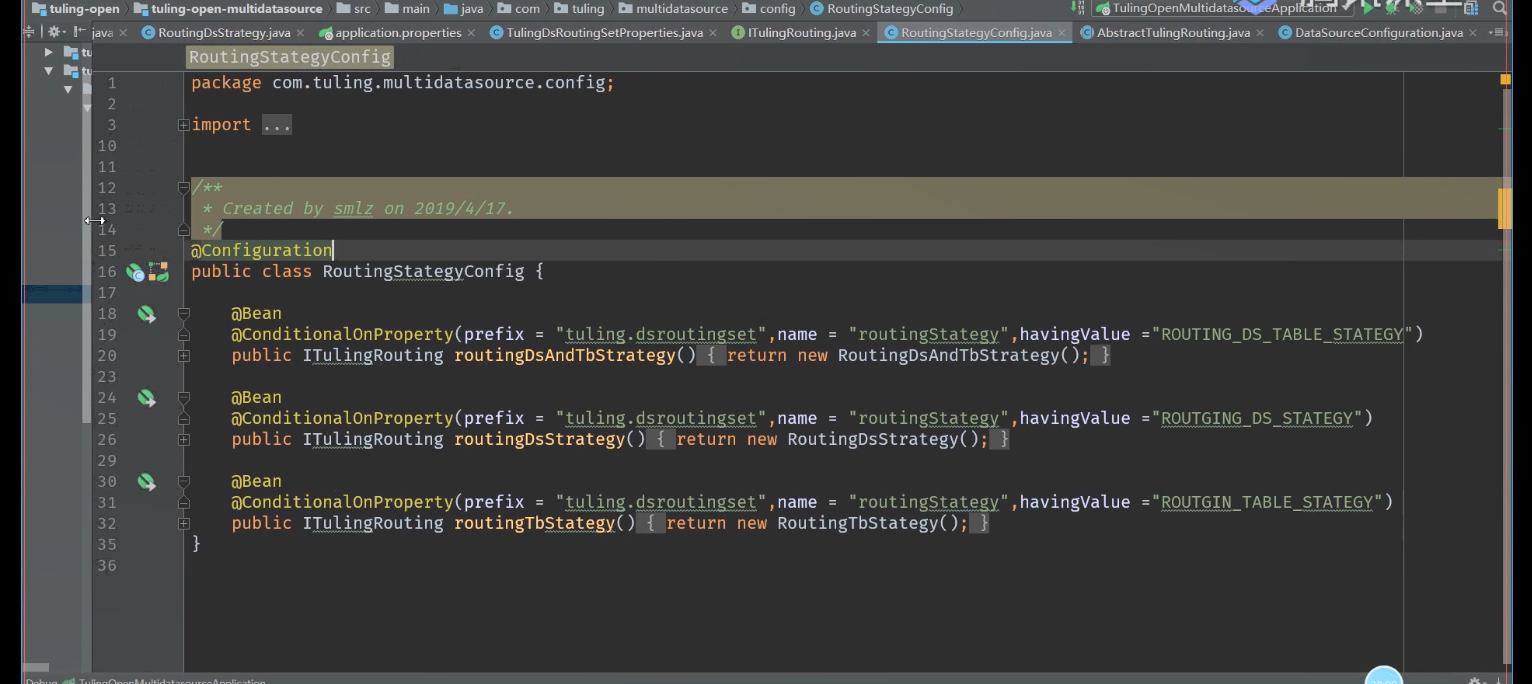 tuling-open tuling-open-multidatasource src main java com tuling multidatasource config RoutingStategyConfig TulingOpenMultidatasourceApplication
java RoutingDsStrategy.java application.properties TulingDsRoutingSetProperties.java ITulingRouting.java RoutingStategyConfig.java AbstractTulingRouting.java DataSourceConfiguration.java
RoutingStategyConfig
1 package com.tuling.multidatasource.config;
2
3 import ...
10
11
12 /**
13 * Created by smlz on 2019/4/17.
14 */
15 @Configuration
16 public class RoutingStategyConfig {
17
18 @Bean
19 @ConditionalOnProperty(prefix = "tuling.dsroutingset",name = "routingStategy",havingValue ="ROUTING_DS_TABLE_STATEGY")
20 public ITulingRouting routingDsAndTbStrategy() { return new RoutingDsAndTbStrategy(); }
23
24 @Bean
25 @ConditionalOnProperty(prefix = "tuling.dsroutingset",name = "routingStategy",havingValue ="ROUTGING_DS_STATEGY")
26 public ITulingRouting routingDsStrategy() { return new RoutingDsStrategy(); }
29
30 @Bean
31 @ConditionalOnProperty(prefix = "tuling.dsroutingset",name = "routingStategy",havingValue ="ROUTGIN_TABLE_STATEGY")
32 public ITulingRouting routingTbStategy() { return new RoutingTbStategy(); }
35 }
36
Debug TulingOpenMultidatasourceApplication